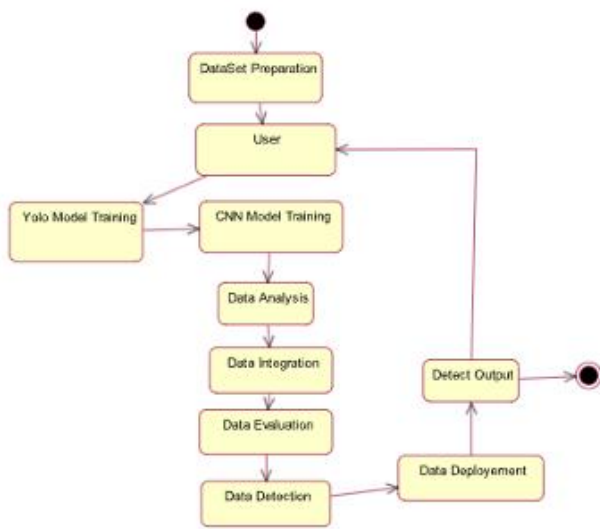 DataSet Preparation
User
Yolo Model Training
CNN Model Training
Data Analysis
Data Integration
Detect Output
Data Evaluation
Data Deployement
Data Detection